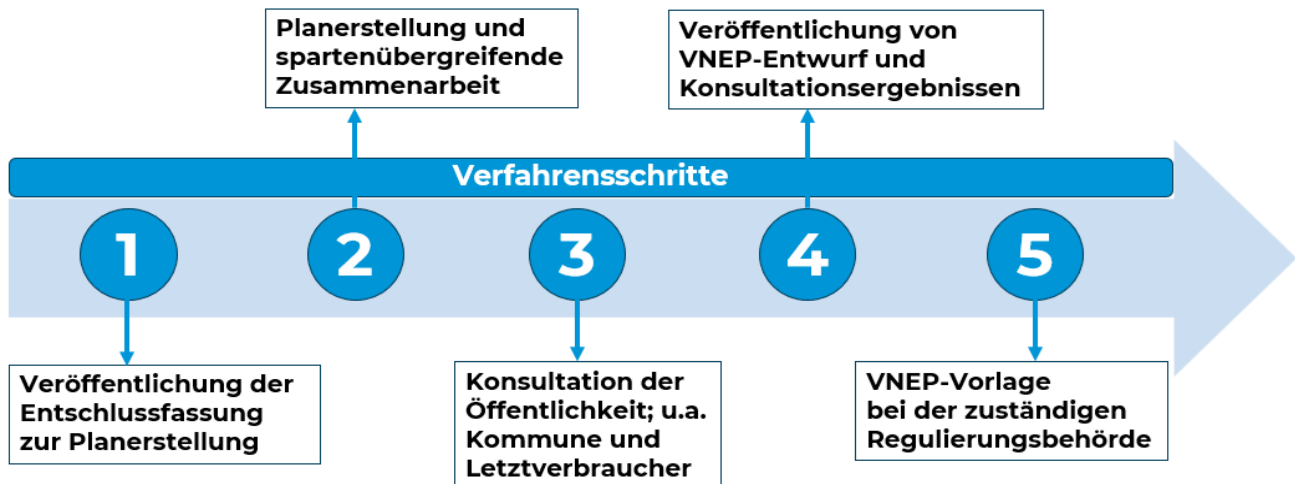 Planerstellung und
spartenübergreifende
Zusammenarbeit
Veröffentlichung von
VNEP-Entwurf und
Konsultationsergebnissen
Verfahrensschritte
1
2
3
4
5
Veröffentlichung der
Entschlussfassung
zur Planerstellung
Konsultation der
Öffentlichkeit; u.a.
Kommune und
Letztverbraucher
VNEP-Vorlage
bei der zuständigen
Regulierungsbehörde